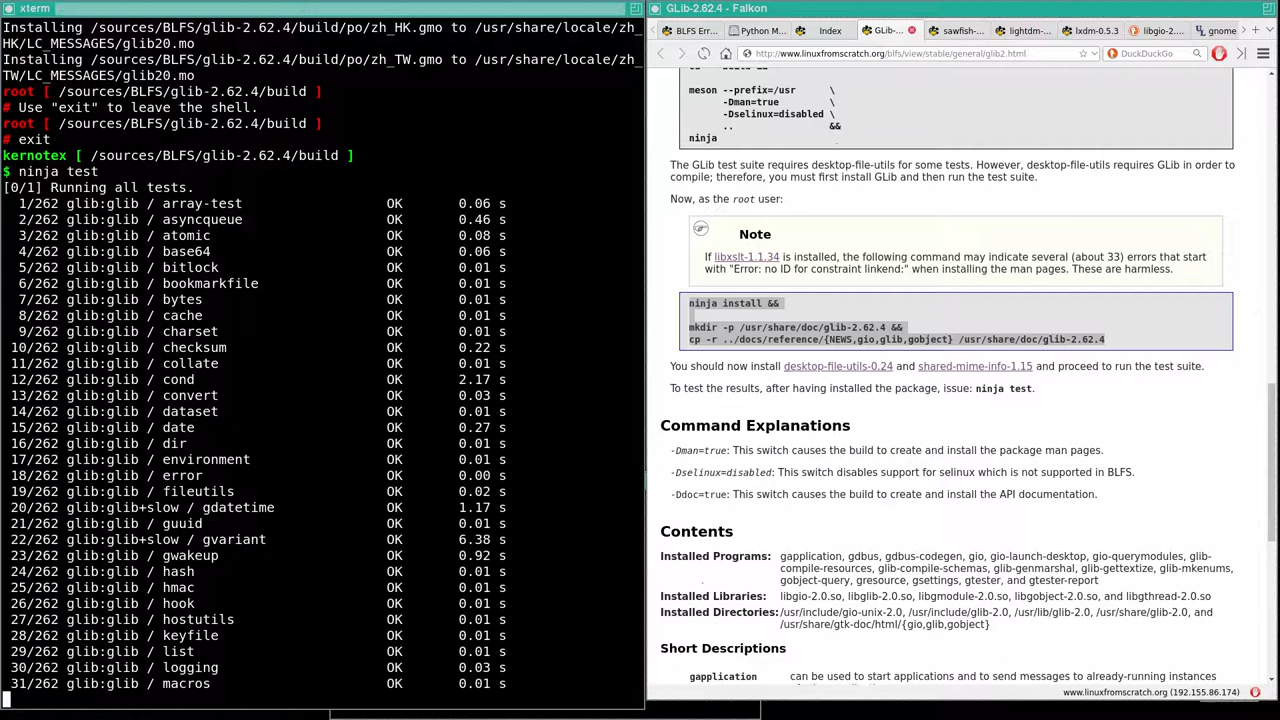 xterm
Installing /sources/BLFS/glib-2.62.4/build/po/zh_HK.gmo to /usr/share/locale/zh_
HK/LC_MESSAGES/glib20.mo
Installing /sources/BLFS/glib-2.62.4/build/po/zh_TW.gmo to /usr/share/locale/zh_
TW/LC_MESSAGES/glib20.mo
root [ /sources/BLFS/glib-2.62.4/build ]
# Use "exit" to leave the shell.
root [ /sources/BLFS/glib-2.62.4/build ]
# exit
kernotex [ /sources/BLFS/glib-2.62.4/build ]
$ ninja test
[0/1] Running all tests.
1/262 glib:glib / array-test OK 0.06 s
2/262 glib:glib / asyncqueue OK 0.46 s
3/262 glib:glib / atomic OK 0.08 s
4/262 glib:glib / base64 OK 0.06 s
5/262 glib:glib / bitlock OK 0.01 s
6/262 glib:glib / bookmarkfile OK 0.01 s
7/262 glib:glib / bytes OK 0.01 s
8/262 glib:glib / cache OK 0.01 s
9/262 glib:glib / charset OK 0.01 s
10/262 glib:glib / checksum OK 0.22 s
11/262 glib:glib / collate OK 0.01 s
12/262 glib:glib / cond OK 2.17 s
13/262 glib:glib / convert OK 0.03 s
14/262 glib:glib / dataset OK 0.01 s
15/262 glib:glib / date OK 0.27 s
16/262 glib:glib / dir OK 0.01 s
17/262 glib:glib / environment OK 0.01 s
18/262 glib:glib / error OK 0.00 s
19/262 glib:glib / fileutils OK 0.02 s
20/262 glib:glib+slow / gdatetime OK 1.17 s
21/262 glib:glib / guuid OK 0.01 s
22/262 glib:glib+slow / gvariant OK 6.38 s
23/262 glib:glib / gwakeup OK 0.92 s
24/262 glib:glib / hash OK 0.01 s
25/262 glib:glib / hmac OK 0.01 s
26/262 glib:glib / hook OK 0.01 s
27/262 glib:glib / hostutils OK 0.01 s
28/262 glib:glib / keyfile OK 0.01 s
29/262 glib:glib / list OK 0.01 s
30/262 glib:glib / logging OK 0.03 s
31/262 glib:glib / macros OK 0.01 s
GLib-2.62.4 - Falkon
BLFS Erro... Python M... Index GLib-... sawfish-... lightdm-... lxdm-0.5.3 libgio-2.0... gnome
http://www.linuxfromscratch.org/blfs/view/stable/general/glib2.html DuckDuckGo
meson --prefix=/usr \
-Dman=true \
-Dselinux=disabled \
.. &&
ninja
The GLib test suite requires desktop-file-utils for some tests. However, desktop-file-utils requires GLib in order to
compile; therefore, you must first install GLib and then run the test suite.
Now, as the root user:
Note
If libxslt-1.1.34 is installed, the following command may indicate several (about 33) errors that start
with "Error: no ID for constraint linkend:" when installing the man pages. These are harmless.
ninja install &&
mkdir -p /usr/share/doc/glib-2.62.4 &&
cp -r ../docs/reference/{NEWS,gio,glib,gobject} /usr/share/doc/glib-2.62.4
You should now install desktop-file-utils-0.24 and shared-mime-info-1.15 and proceed to run the test suite.
To test the results, after having installed the package, issue: ninja test.
Command Explanations
-Dman=true: This switch causes the build to create and install the package man pages.
-Dselinux=disabled: This switch disables support for selinux which is not supported in BLFS.
-Ddoc=true: This switch causes the build to create and install the API documentation.
Contents
Installed Programs: gapplication, gdbus, gdbus-codegen, gio, gio-launch-desktop, gio-querymodules, glib-
compile-resources, glib-compile-schemas, glib-genmarshal, glib-gettextize, glib-mkenums,
gobject-query, gresource, gsettings, gtester, and gtester-report
Installed Libraries: libgio-2.0.so, libglib-2.0.so, libgmodule-2.0.so, libgobject-2.0.so, and libgthread-2.0.so
Installed Directories: /usr/include/gio-unix-2.0, /usr/include/glib-2.0, /usr/lib/glib-2.0, /usr/share/glib-2.0, and
/usr/share/gtk-doc/html/{gio,glib,gobject}
Short Descriptions
gapplication can be used to start applications and to send messages to already-running instances
www.linuxfromscratch.org (192.155.86.174)